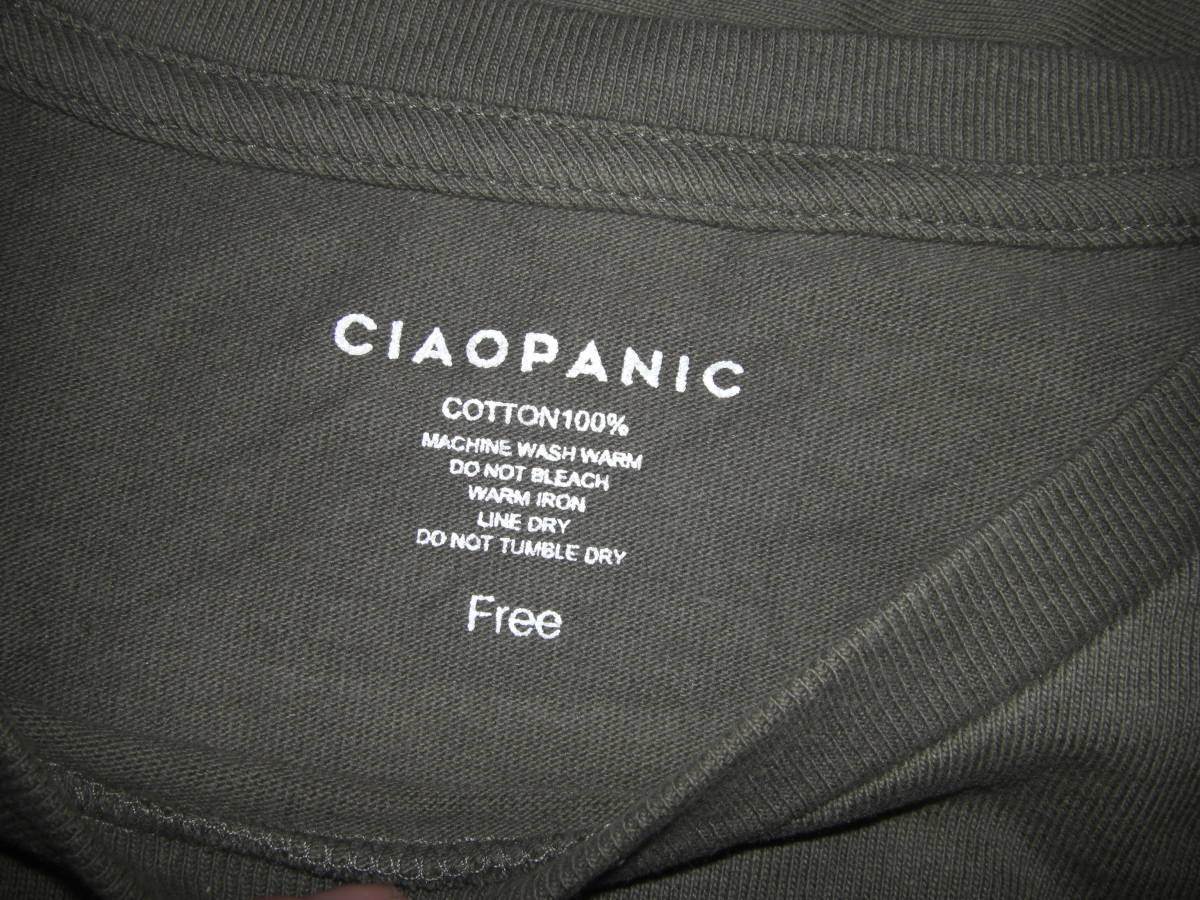 CIAOPANIC
COTTON100%
MACHINE WASH WARM
DO NOT BLEACH
WARM IRON
LINE DRY
DO NOT TUMBLE DRY
Free